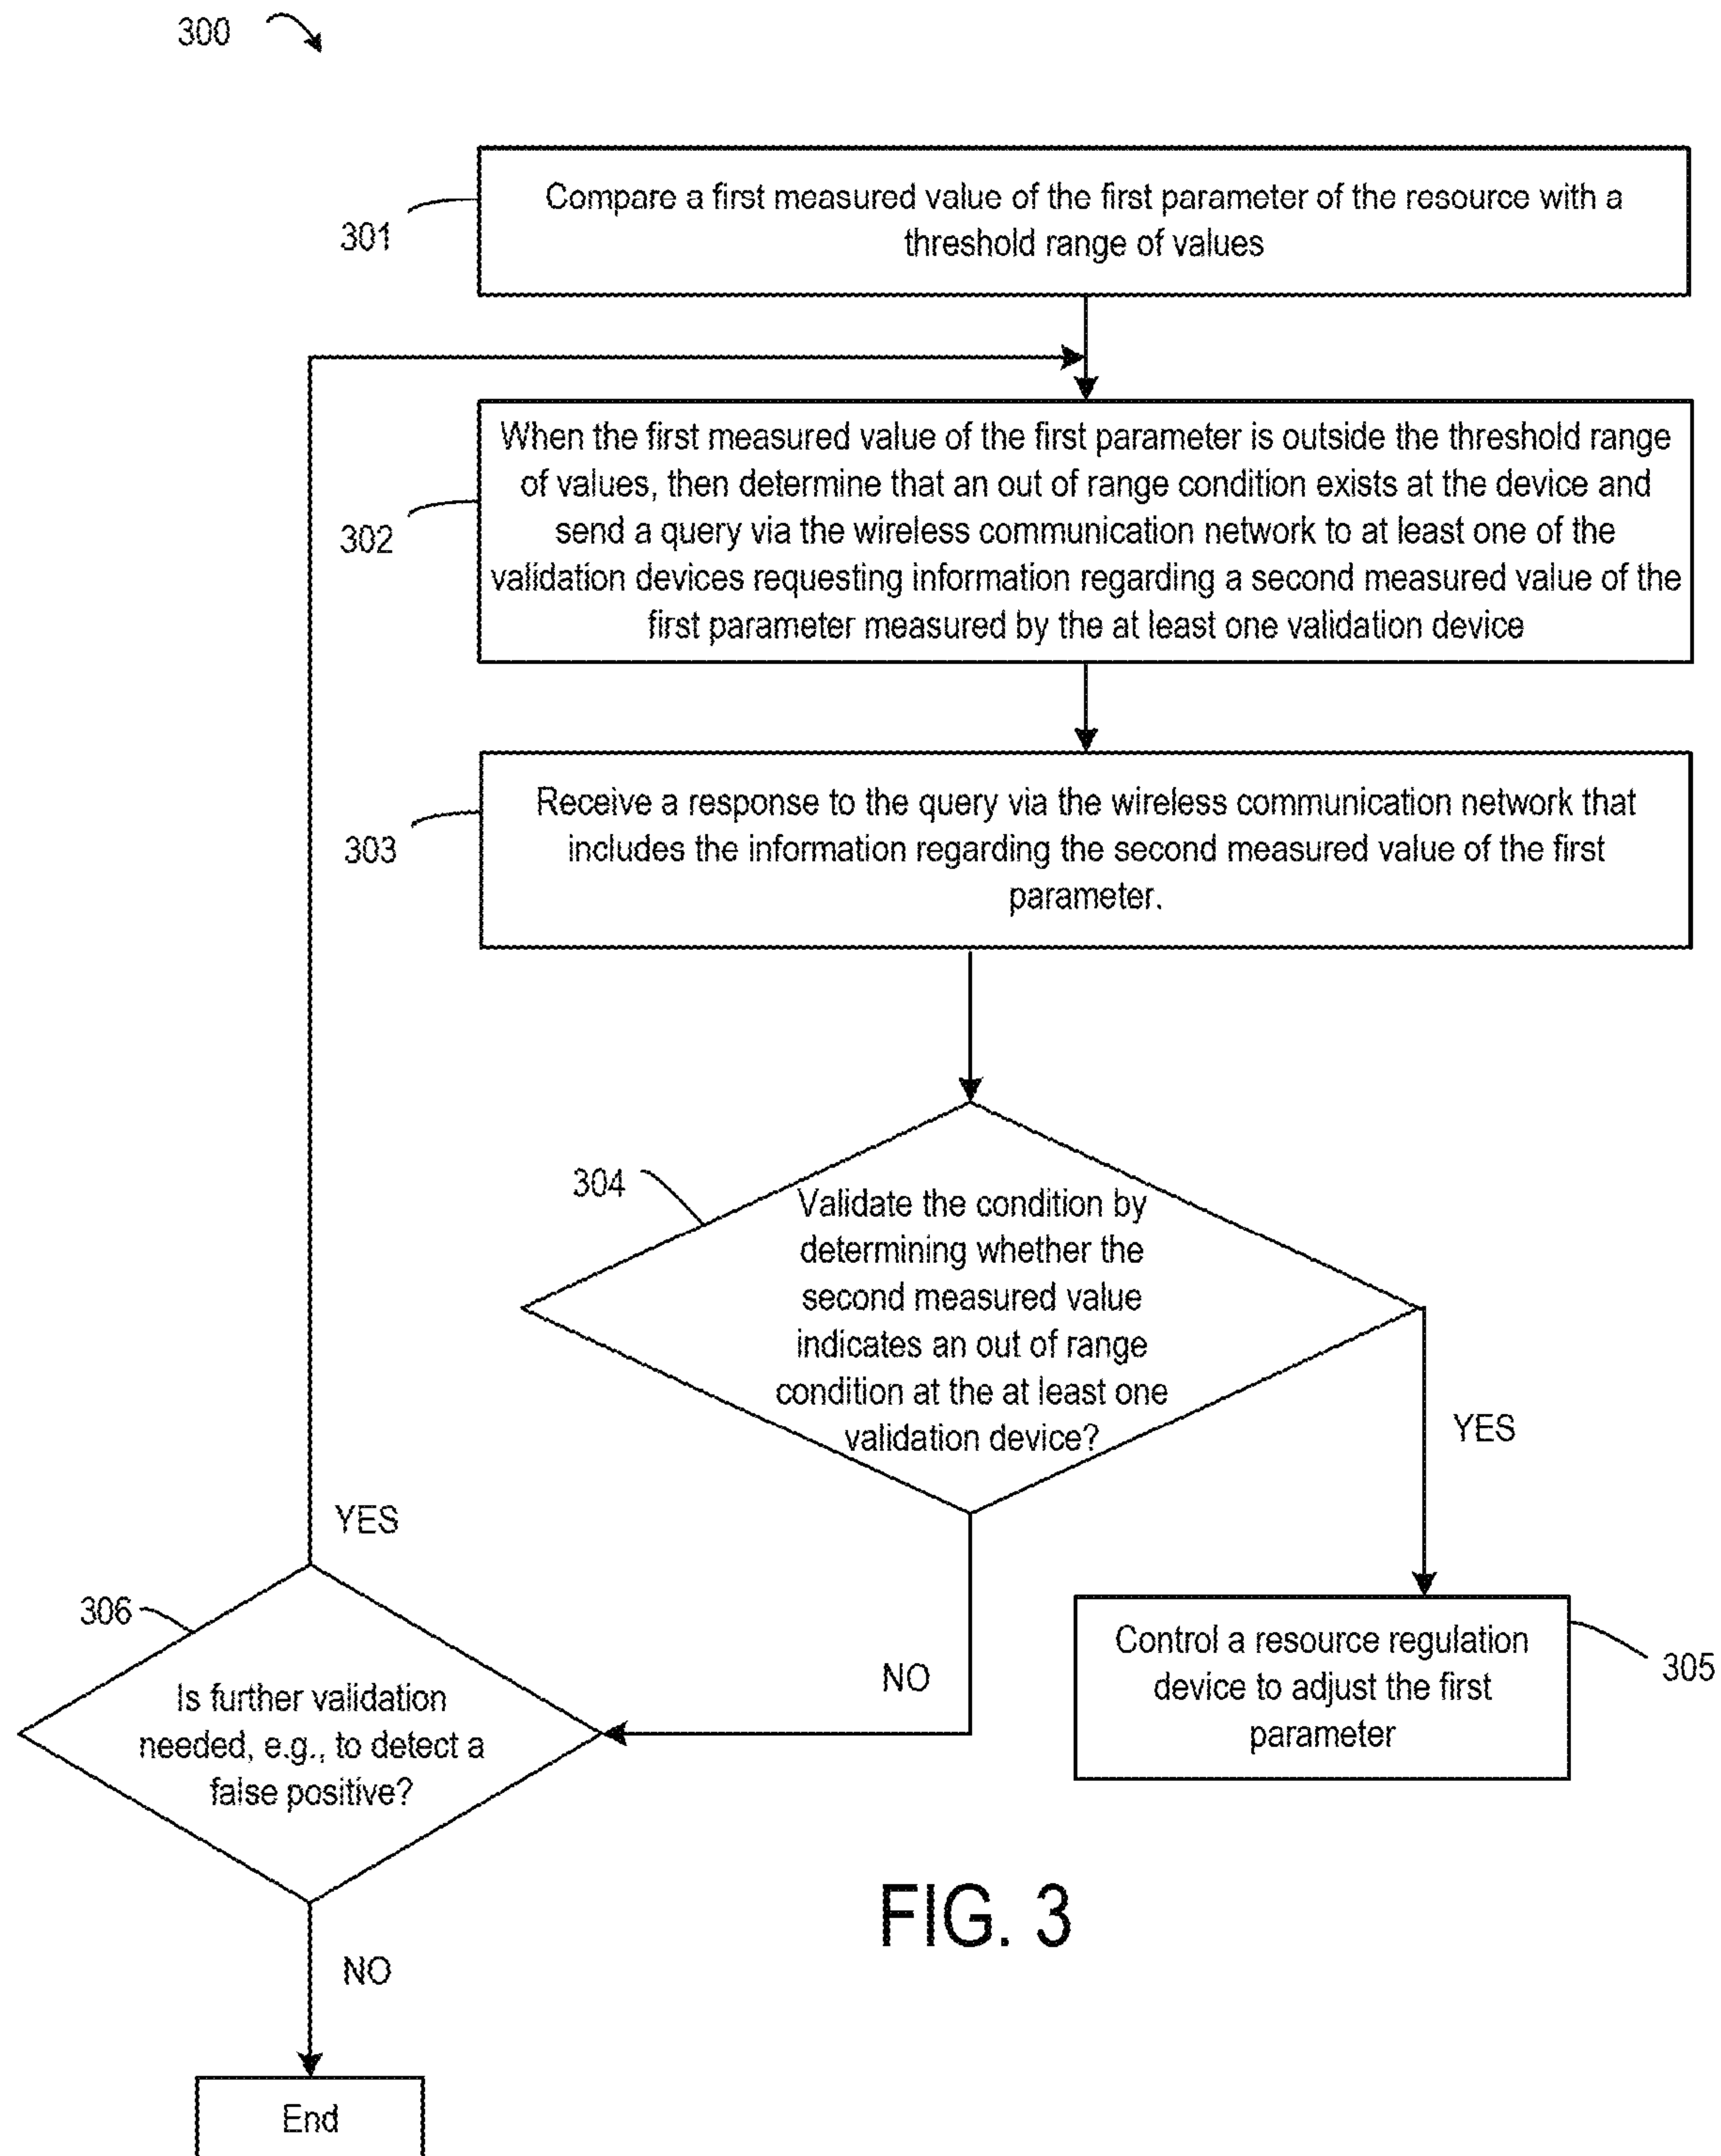 300
Compare a first measured value of the first parameter of the resource with a
threshold range of values
301
When the first measured value of the first parameter is outside the threshold range
of values, then determine that an out of range condition exists at the device and
send a query via the wireless communication network to at least one of the
validation devices requesting information regarding a second measured value of the
first parameter measured by the at least one validation device
302
Receive a response to the query via the wireless communication network that
includes the information regarding the second measured value of the first
parameter.
303
304
Validate the condition by
determining whether the
second measured value
indicates an out of range
condition at the at least one
validation device?
YES
YES
306
Is further validation
needed, e.g., to detect a
false positive?
NO
Control a resource regulation
device to adjust the first
parameter
305
FIG. 3
NO
End